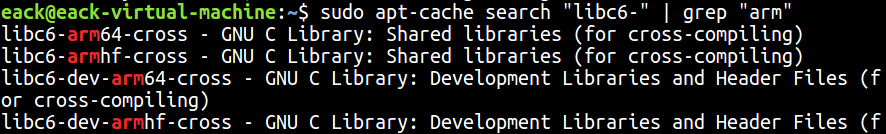 eack@eack-virtual-machine:~$ sudo apt-cache search "libc6-" | grep "arm"
libc6-arm64-cross - GNU C Library: Shared libraries (for cross-compiling)
libc6-armhf-cross - GNU C Library: Shared libraries (for cross-compiling)
libc6-dev-arm64-cross - GNU C Library: Development Libraries and Header Files (f
or cross-compiling)
libc6-dev-armhf-cross - GNU C Library: Development Libraries and Header Files (f